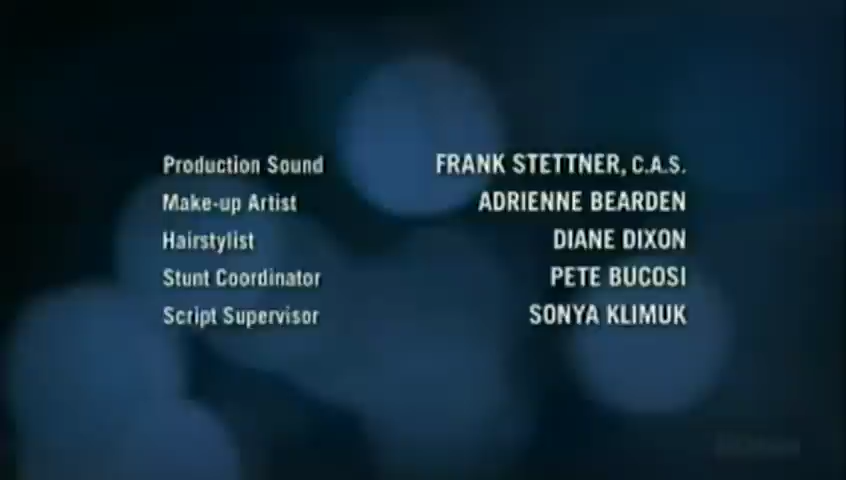 Production Sound FRANK STETTNER, C.A.S.
Make-up Artist ADRIENNE BEARDEN
Hairstylist DIANE DIXON
Stunt Coordinator PETE BUCOSI
Script Supervisor SONYA KLIMUK